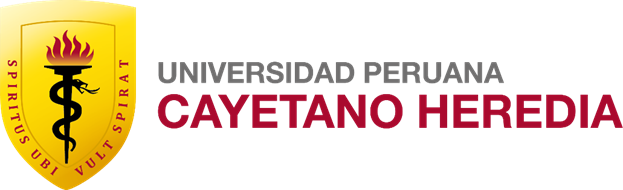 SPIRITUS UBI VULT SPIRAT
UNIVERSIDAD PERUANA
CAYETANO HEREDIA